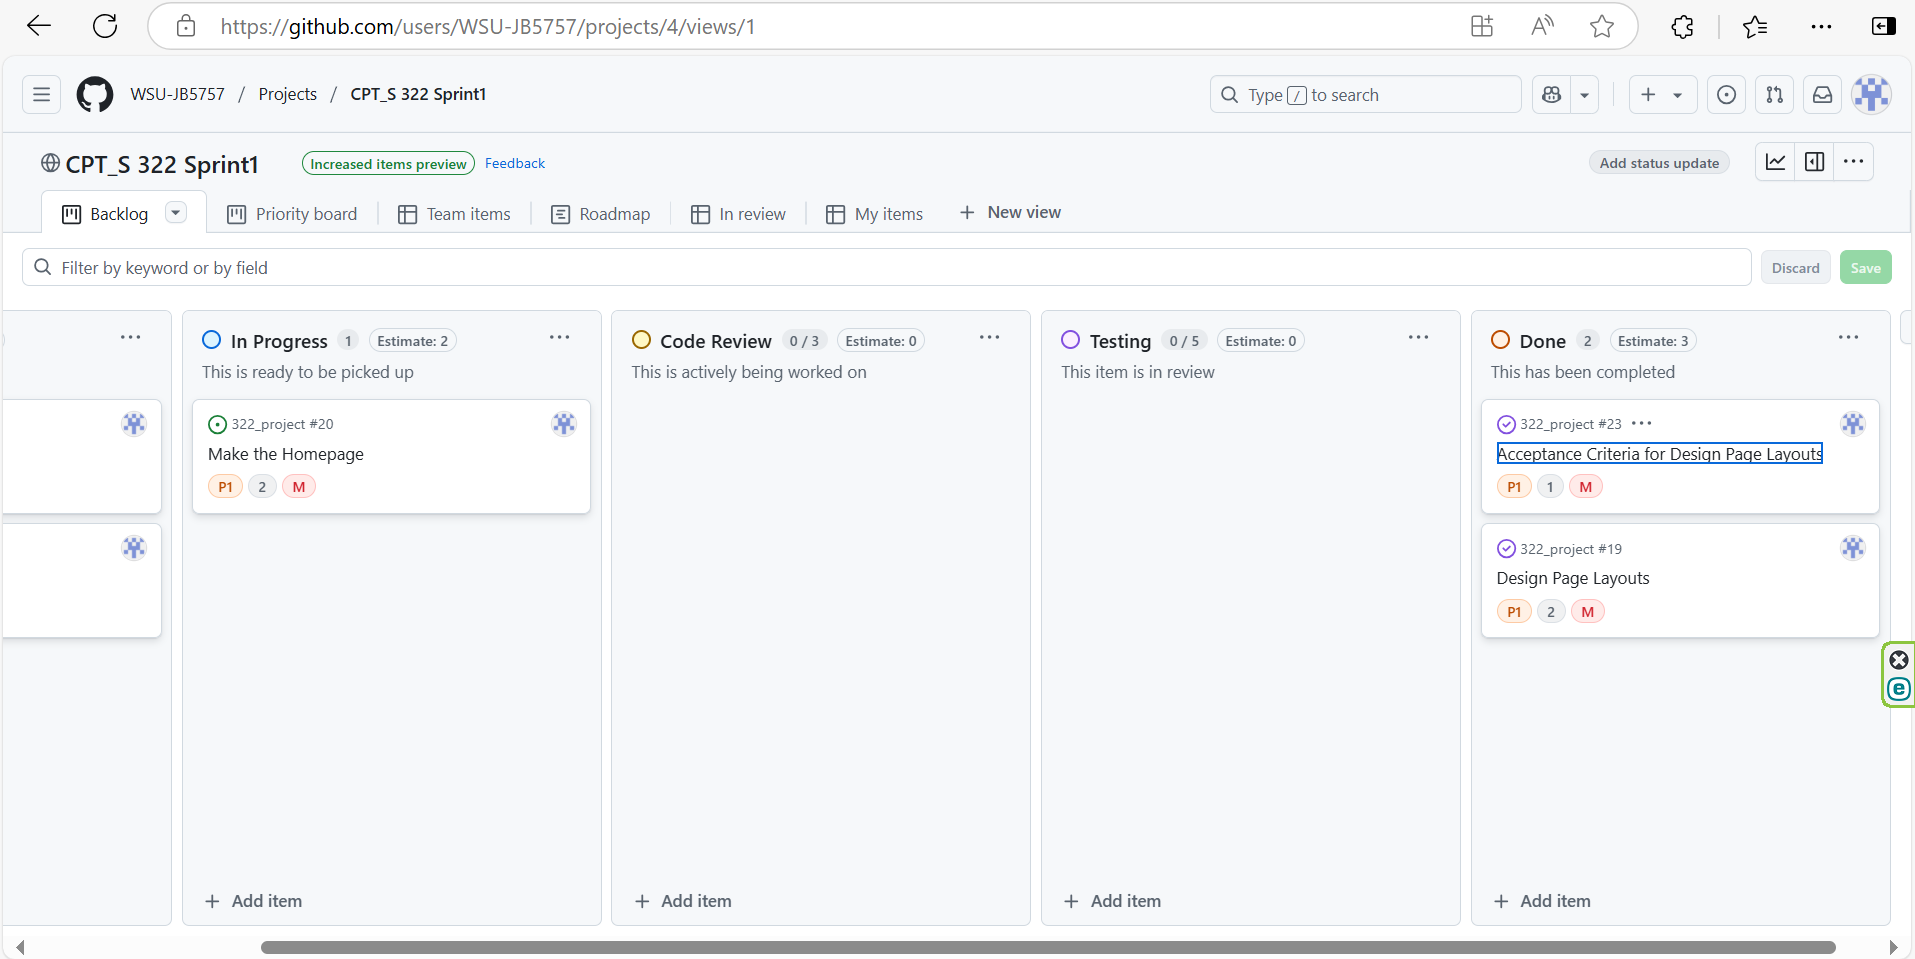 https://github.com/users/WSU-JB5757/projects/4/views/1
WSU-JB5757 / Projects / CPT_S 322 Sprint1
Type / to search
CPT_S 322 Sprint1
Increased items preview
Feedback
Add status update
Backlog
Priority board
Team items
Roadmap
In review
My items
New view
Filter by keyword or by field
Discard
Save
In Progress 1 Estimate: 2
This is ready to be picked up
322_project #20
Make the Homepage
P1 2 M
Add item
Code Review 0 / 3 Estimate: 0
This is actively being worked on
Add item
Testing 0 / 5 Estimate: 0
This item is in review
Add item
Done 2 Estimate: 3
This has been completed
322_project #23
Acceptance Criteria for Design Page Layouts
P1 1 M
322_project #19
Design Page Layouts
P1 2 M
Add item